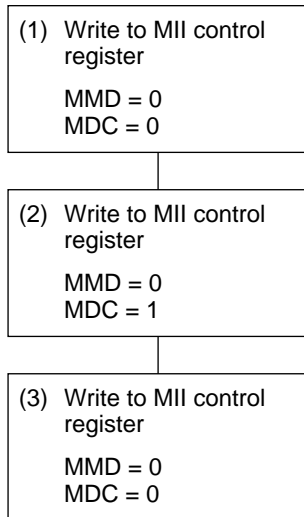 (1) Write to MII control
register
MMD = 0
MDC = 0
(2) Write to MII control
register
MMD = 0
MDC = 1
(3) Write to MII control
register
MMD = 0
MDC = 0